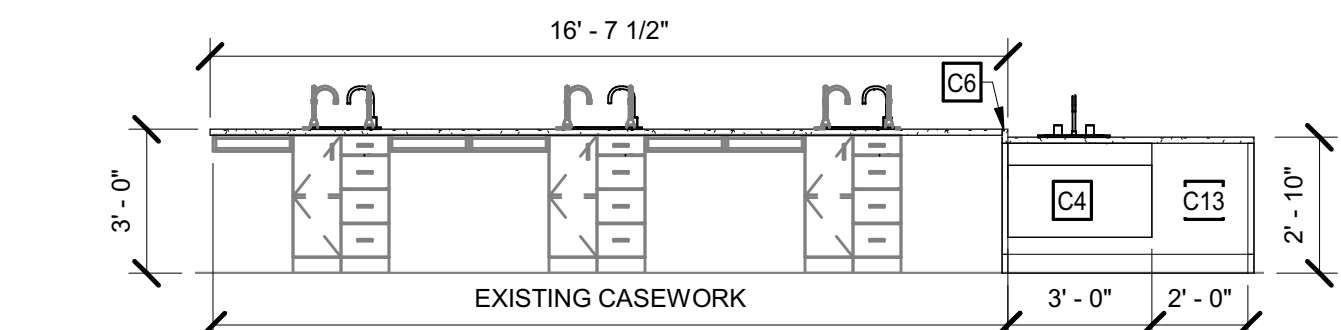 16' - 7 1/2"
C6
3' - 0"
C4
C13
2' - 10"
EXISTING CASEWORK
3' - 0"
2' - 0"